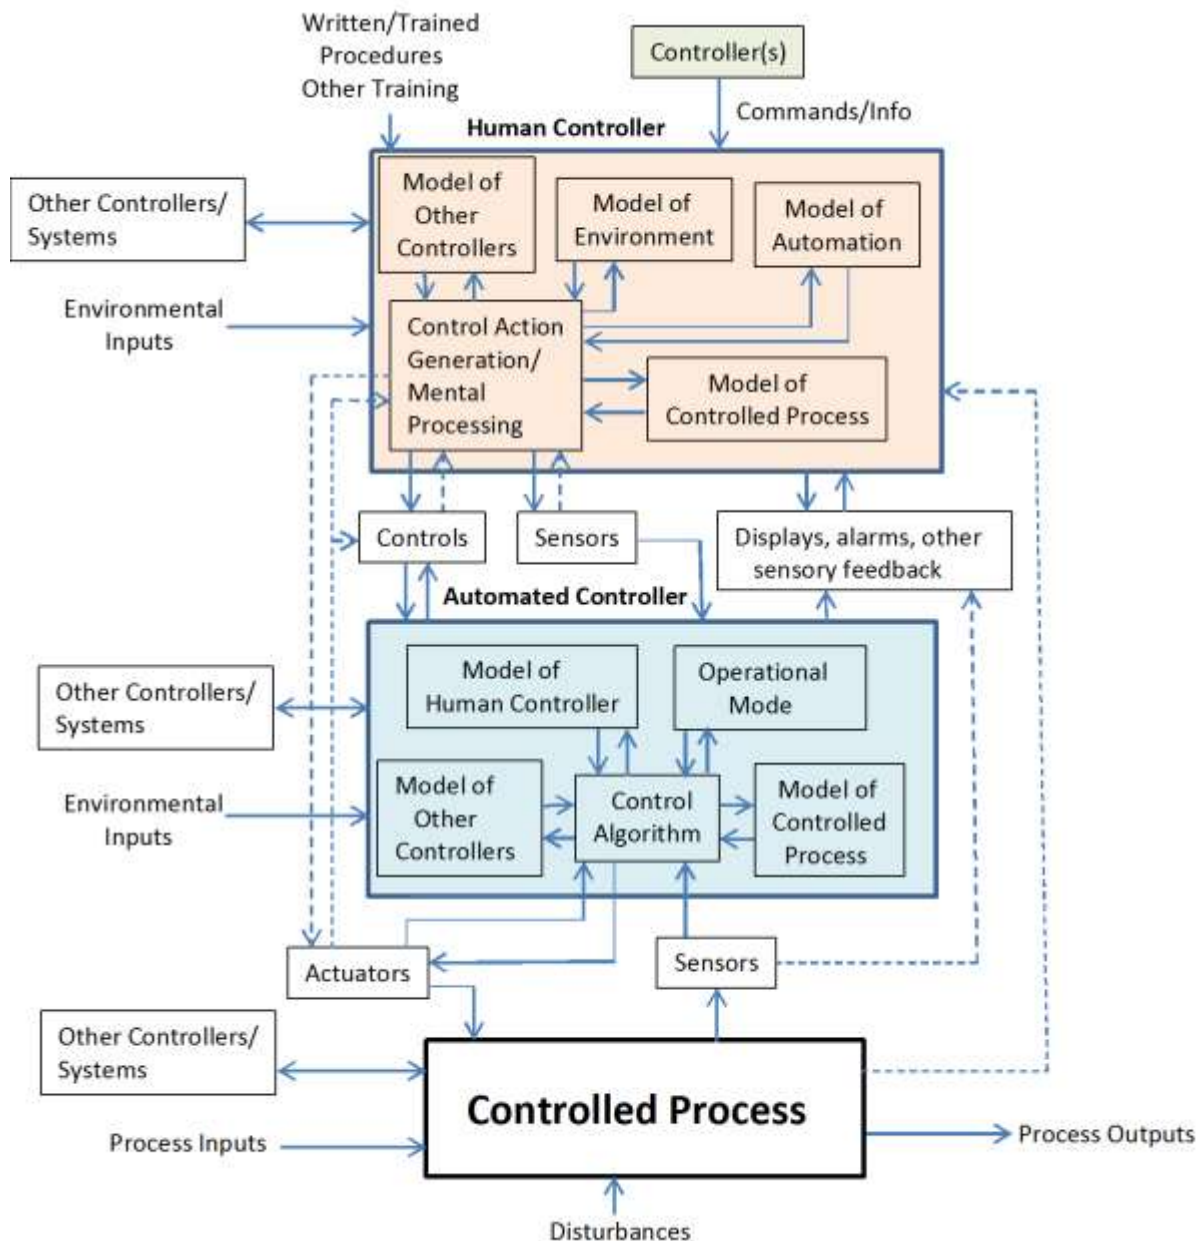 Written/Trained
Procedures
Other Training
Controller(s)
Commands/Info
Human Controller
Other Controllers/
Systems
Model of
Other
Controllers
Model of
Environment
Model of
Automation
Environmental
Inputs
Control Action
Generation/
Mental
Processing
Model of
Controlled Process
Controls
Sensors
Displays, alarms, other
sensory feedback
Automated Controller
Other Controllers/
Systems
Model of
Human Controller
Operational
Mode
Environmental
Inputs
Model of
Other
Controllers
Control
Algorithm
Model of
Controlled
Process
Actuators
Sensors
Other Controllers/
Systems
Controlled Process
Process Inputs
Process Outputs
Disturbances